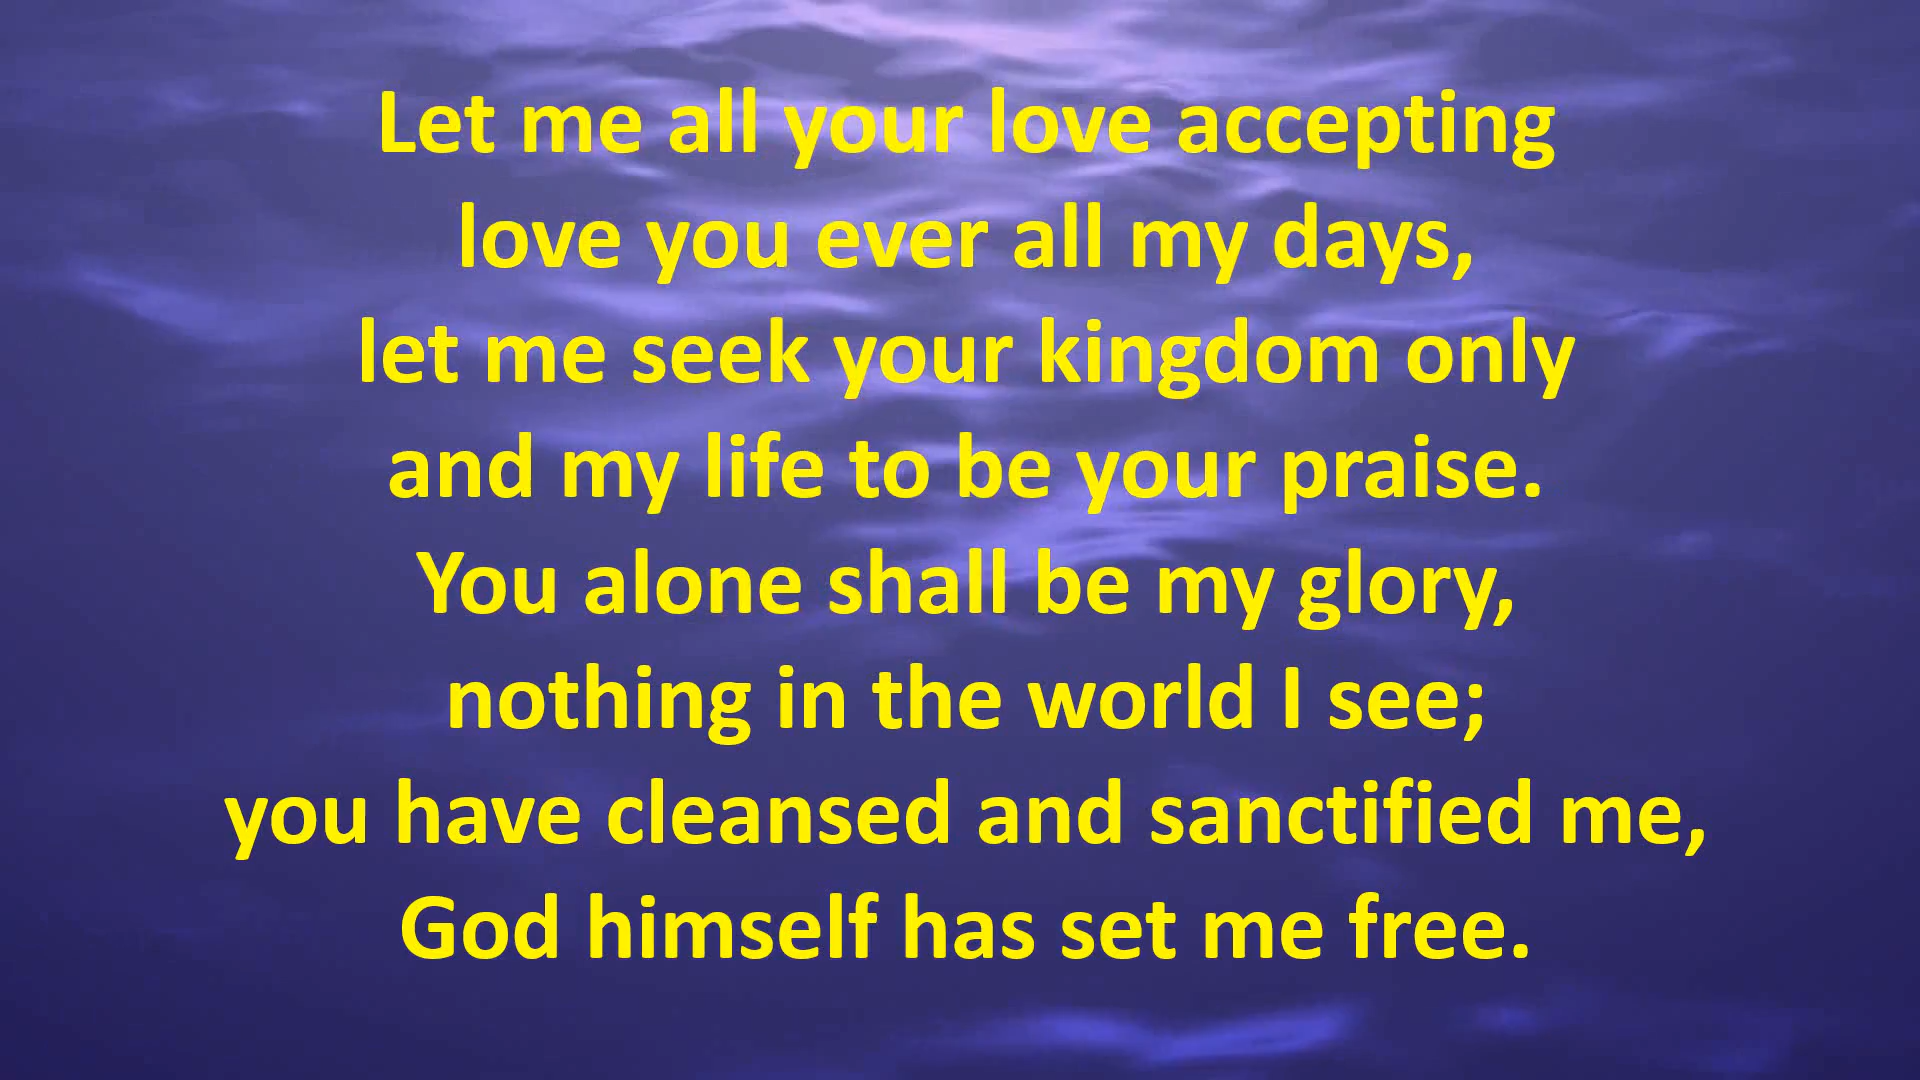 Let me all your love accepting
love you ever all my days,
let me seek your kingdom only
and my life to be your praise.
You alone shall be my glory,
nothing in the world I see;
you have cleansed and sanctified me,
God himself has set me free.